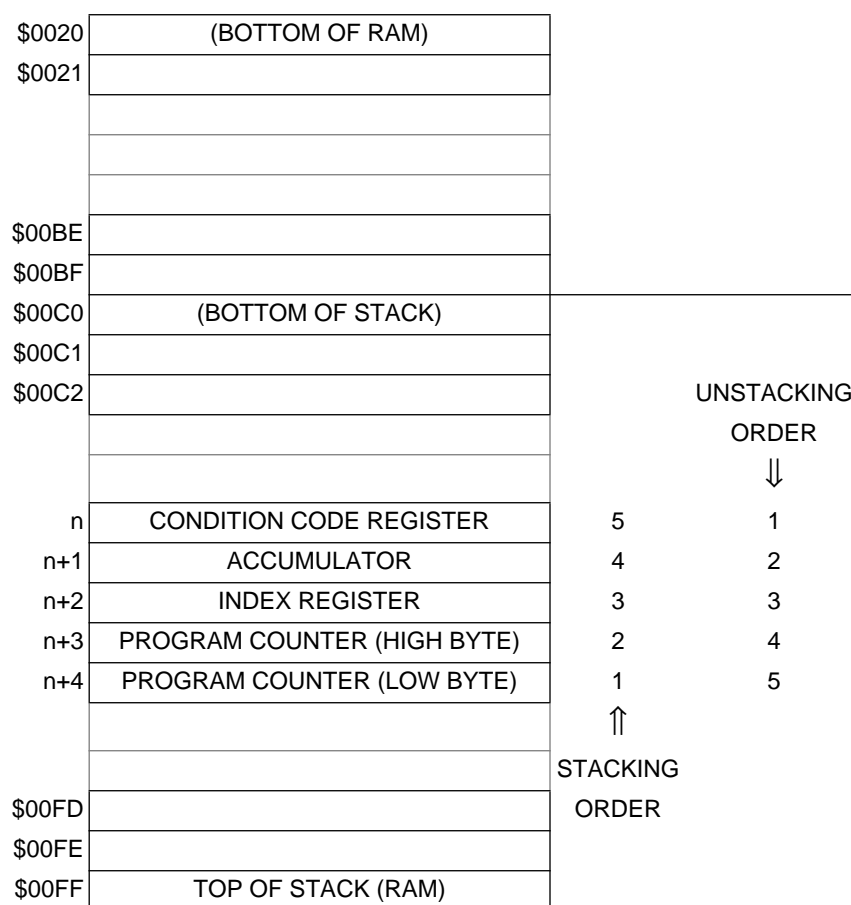 $0020 (BOTTOM OF RAM)
$0021
$00BE
$00BF
$00C0 (BOTTOM OF STACK)
$00C1
$00C2 UNSTACKING
ORDER
⇓
n CONDITION CODE REGISTER 5 1
n+1 ACCUMULATOR 4 2
n+2 INDEX REGISTER 3 3
n+3 PROGRAM COUNTER (HIGH BYTE) 2 4
n+4 PROGRAM COUNTER (LOW BYTE) 1 5
⇑
STACKING
$00FD ORDER
$00FE
$00FF TOP OF STACK (RAM)